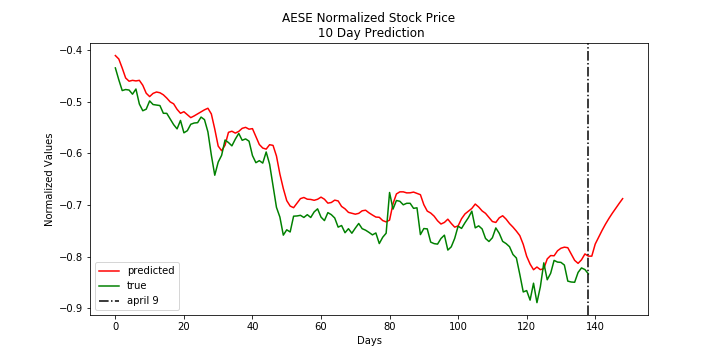 AESE Normalized Stock Price
10 Day Prediction
Normalized Values
−0.4
−0.5
−0.6
−0.7
−0.8
−0.9
predicted
true
april 9
0 20 40 60 80 100 120 140
Days